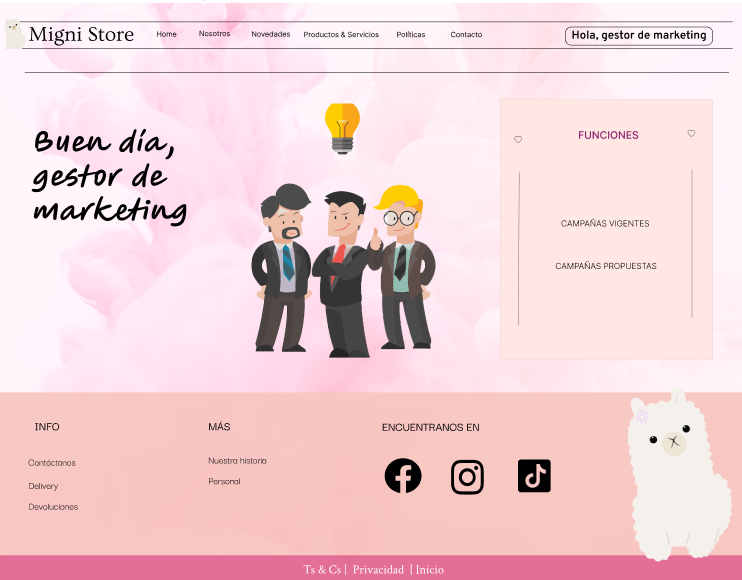 Migni Store
Home
Nosotros
Novedades
Productos & Servicios
Políticas
Contacto
Hola, gestor de marketing
Buen día,
gestor de
marketing
FUNCIONES
CAMPAÑAS VIGENTES
CAMPAÑAS PROPUESTAS
INFO
Contáctanos
Delivery
Devoluciones
MÁS
Nuestra historia
Personal
ENCUENTRANOS EN
Ts & Cs | Privacidad | Inicio